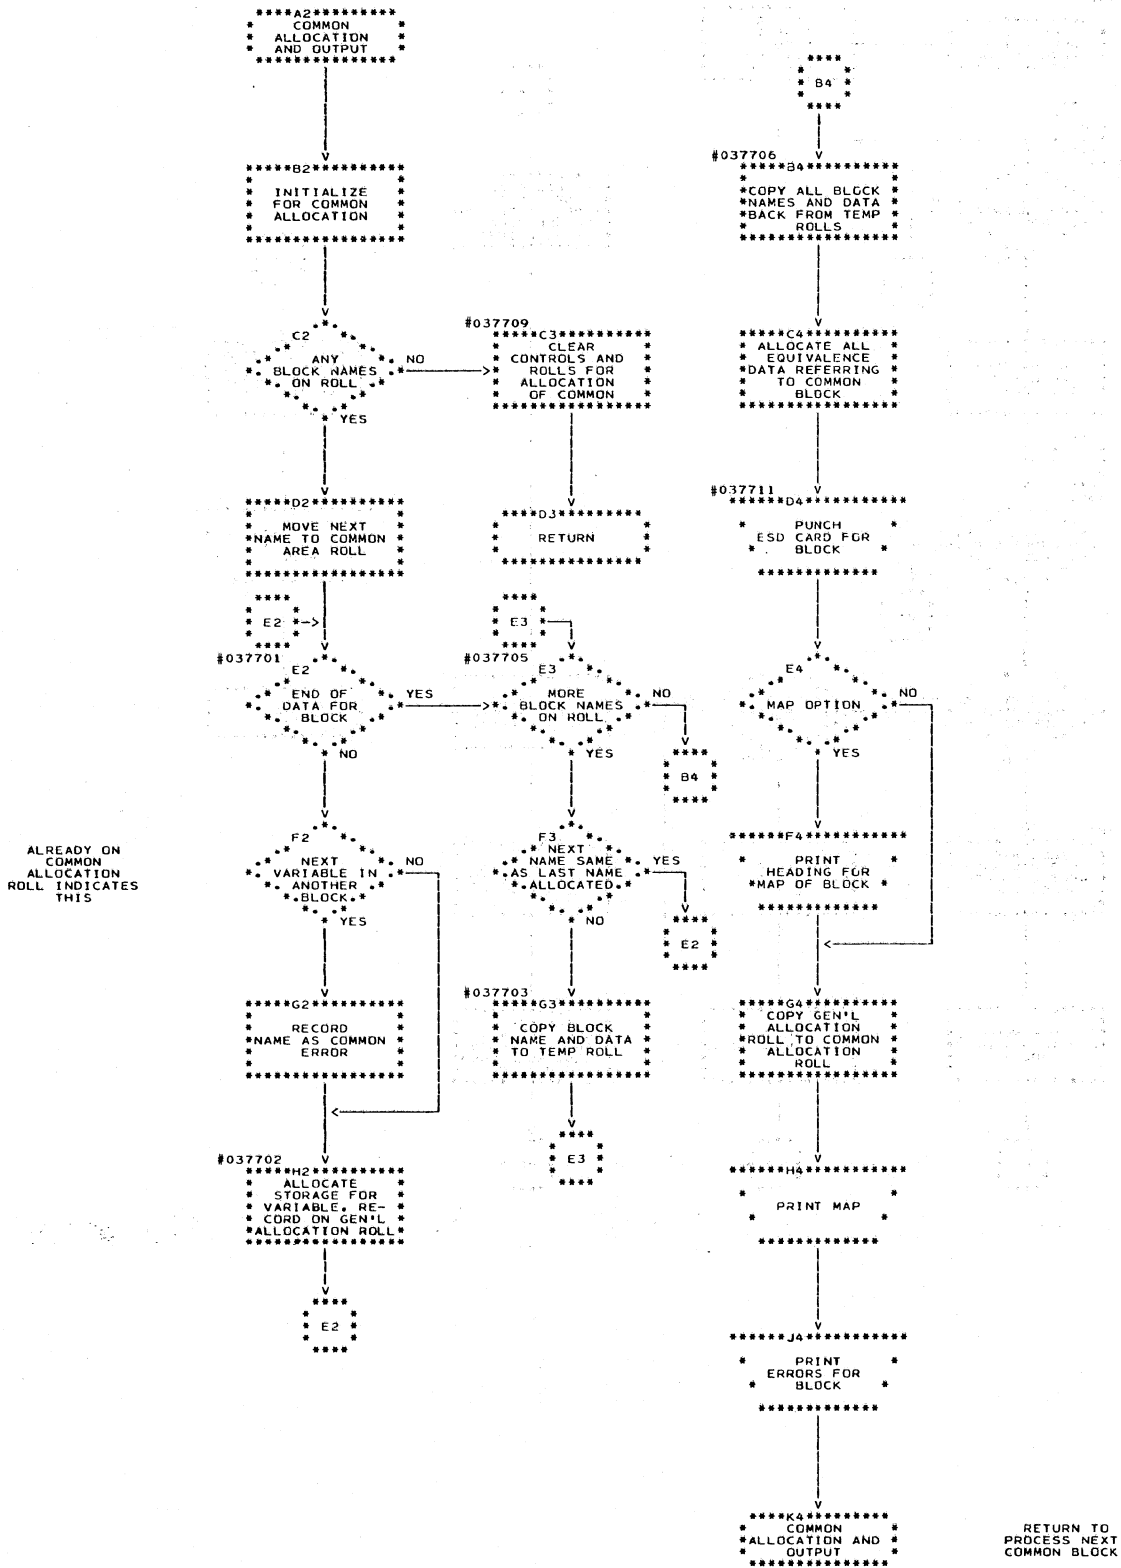 A2
COMMON
ALLOCATION
AND OUTPUT
B2
INITIALIZE
FOR COMMON
ALLOCATION
C2
ANY
BLOCK NAMES
ON ROLL
NO
YES
#037709
C3
CLEAR
CONTROLS AND
ROLLS FOR
ALLOCATION
OF COMMON
D2
MOVE NEXT
NAME TO COMMON
AREA ROLL
D3
RETURN
E2
#037701
E2
END OF
DATA FOR
BLOCK
YES
NO
E3
#037705
E3
MORE
BLOCK NAMES
ON ROLL
NO
YES
B4
ALREADY ON
COMMON
ALLOCATION
ROLL INDICATES
THIS
F2
NEXT
VARIABLE IN
ANOTHER
BLOCK
NO
YES
F3
NEXT
NAME SAME
AS LAST NAME
ALLOCATED
YES
NO
E2
G2
RECORD
NAME AS COMMON
ERROR
#037703
G3
COPY BLOCK
NAME AND DATA
TO TEMP ROLL
E3
#037702
H2
ALLOCATE
STORAGE FOR
VARIABLE. RE-
CORD ON GEN'L
ALLOCATION ROLL
E2
B4
#037706
B4
COPY ALL BLOCK
NAMES AND DATA
BACK FROM TEMP
ROLLS
C4
ALLOCATE ALL
EQUIVALENCE
DATA REFERRING
TO COMMON
BLOCK
#037711
D4
PUNCH
ESD CARD FOR
BLOCK
E4
MAP OPTION
NO
YES
F4
PRINT
HEADING FOR
MAP OF BLOCK
G4
COPY GEN'L
ALLOCATION
ROLL TO COMMON
ALLOCATION
ROLL
H4
PRINT MAP
J4
PRINT
ERRORS FOR
BLOCK
K4
COMMON
ALLOCATION AND
OUTPUT
RETURN TO
PROCESS NEXT
COMMON BLOCK